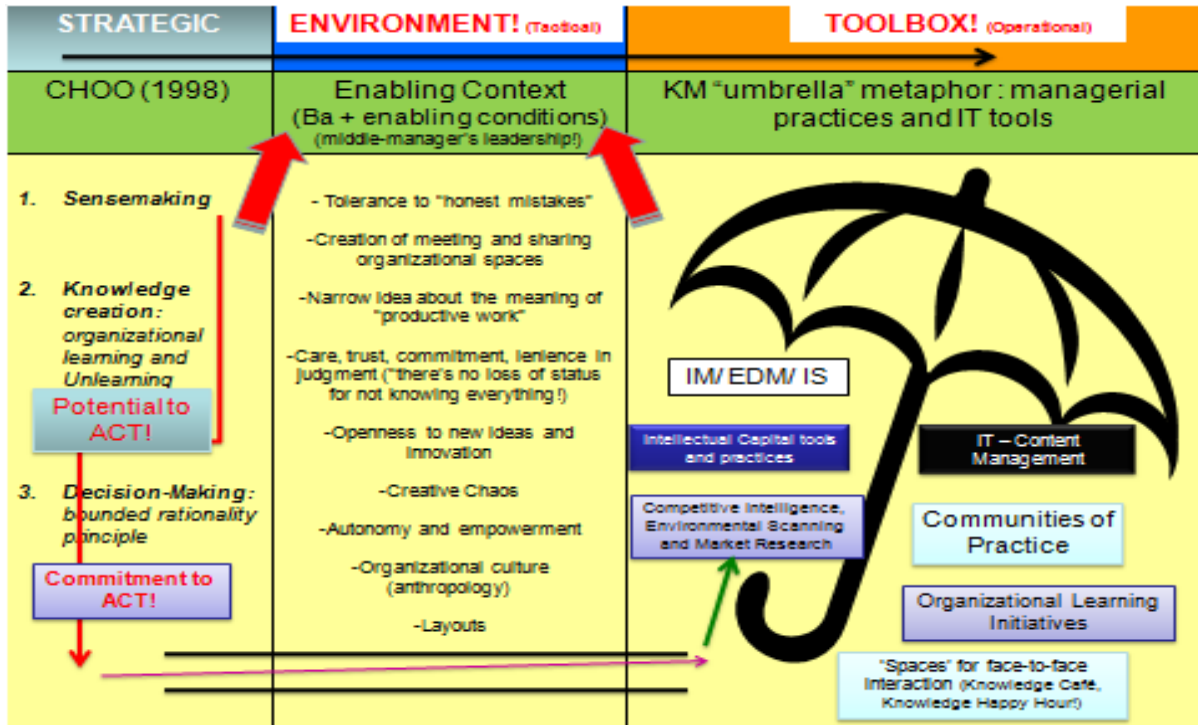 STRATEGIC
ENVIRONMENT! (Tactical)
TOOLBOX! (Operational)
CHOO (1998)
Enabling Context
(Ba + enabling conditions)
(middle-manager's leadership!)
KM "umbrella" metaphor : managerial
practices and IT tools
1. Sensemaking
2. Knowledge
creation:
organizational
learning and
Unlearning
Potential to
ACT!
3. Decision-Making:
bounded rationality
principle
Commitment to
ACT!
- Tolerance to "honest mistakes"
-Creation of meeting and sharing
organizational spaces
-Narrow idea about the meaning of
"productive work"
-Care, trust, commitment, lenience in
judgment ("there's no loss of status
for not knowing everything!)
-Openness to new ideas and
innovation
-Creative Chaos
-Autonomy and empowerment
-Organizational culture
(anthropology)
-Layouts
IM/ EDM/ IS
Intellectual Capital tools
and practices
IT – Content
Management
Competitive Intelligence,
Environmental Scanning
and Market Research
Communities of
Practice
Organizational Learning
Initiatives
'Spaces' for face-to-face
Interaction (Knowledge Café,
Knowledge Happy Hour!)